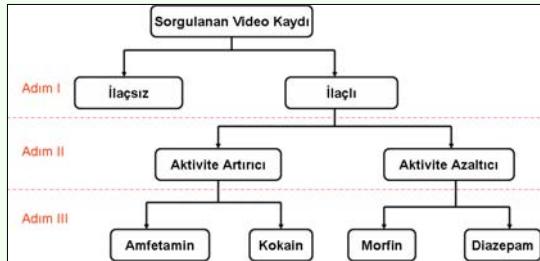 Sorgulanan Video Kaydı
Adım I
İlaçsız
İlaçlı
Adım II
Aktivite Artırıcı
Aktivite Azaltıcı
Adım III
Amfetamin
Kokain
Morfin
Diazepam